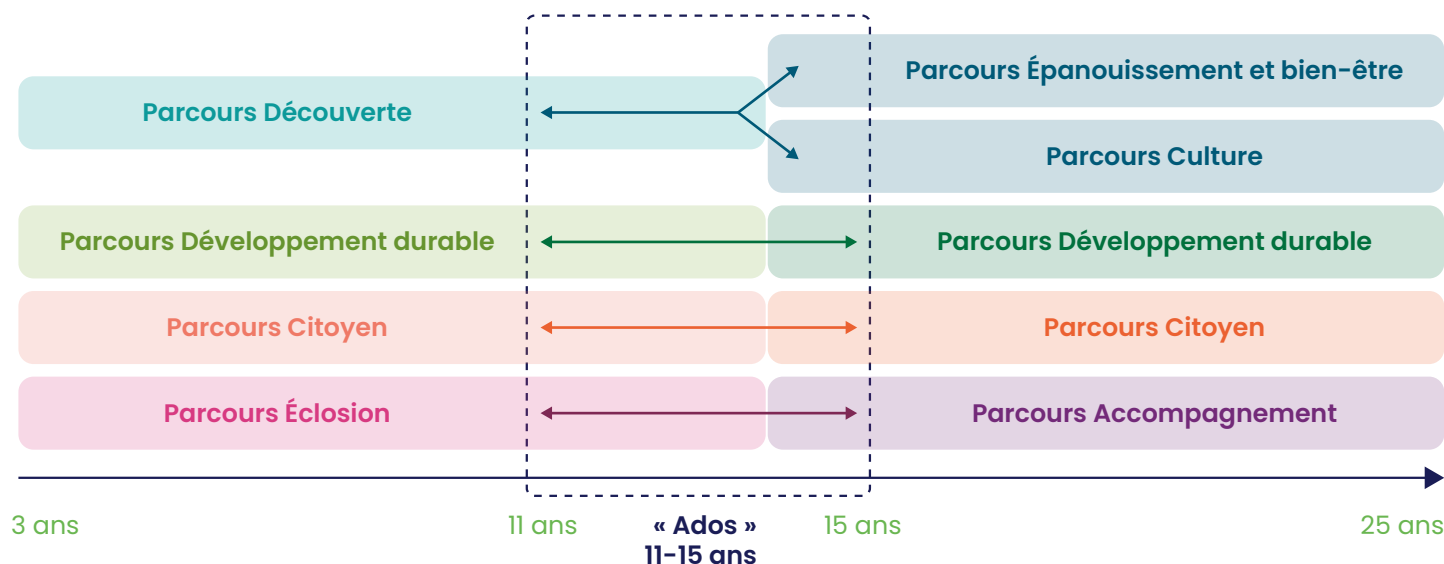 Parcours Découverte
Parcours Épanouissement et bien-être
Parcours Culture
Parcours Développement durable
Parcours Développement durable
Parcours Citoyen
Parcours Citoyen
Parcours Éclosion
Parcours Accompagnement
3 ans
11 ans
« Ados »
11-15 ans
15 ans
25 ans